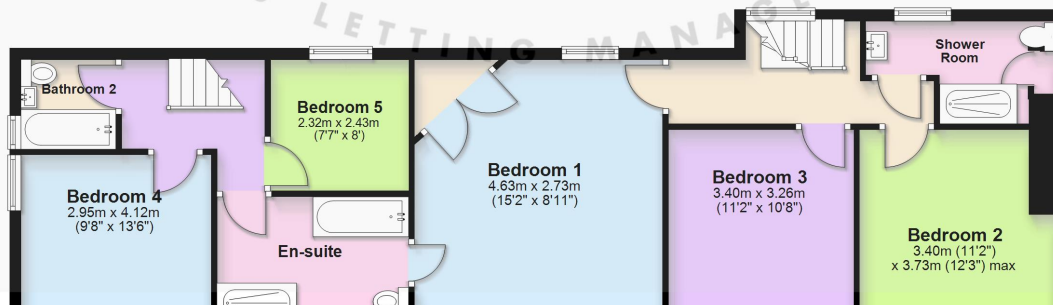 LETTING MANAGE
Bathroom 2
Bedroom 5
2.32m x 2.43m
(7'7" x 8')
Shower
Room
Bedroom 4
2.95m x 4.12m
(9'8" x 13'6")
Bedroom 1
4.63m x 2.73m
(15'2" x 8'11")
Bedroom 3
3.40m x 3.26m
(11'2" x 10'8")
Bedroom 2
3.40m (11'2")
x 3.73m (12'3") max
En-suite